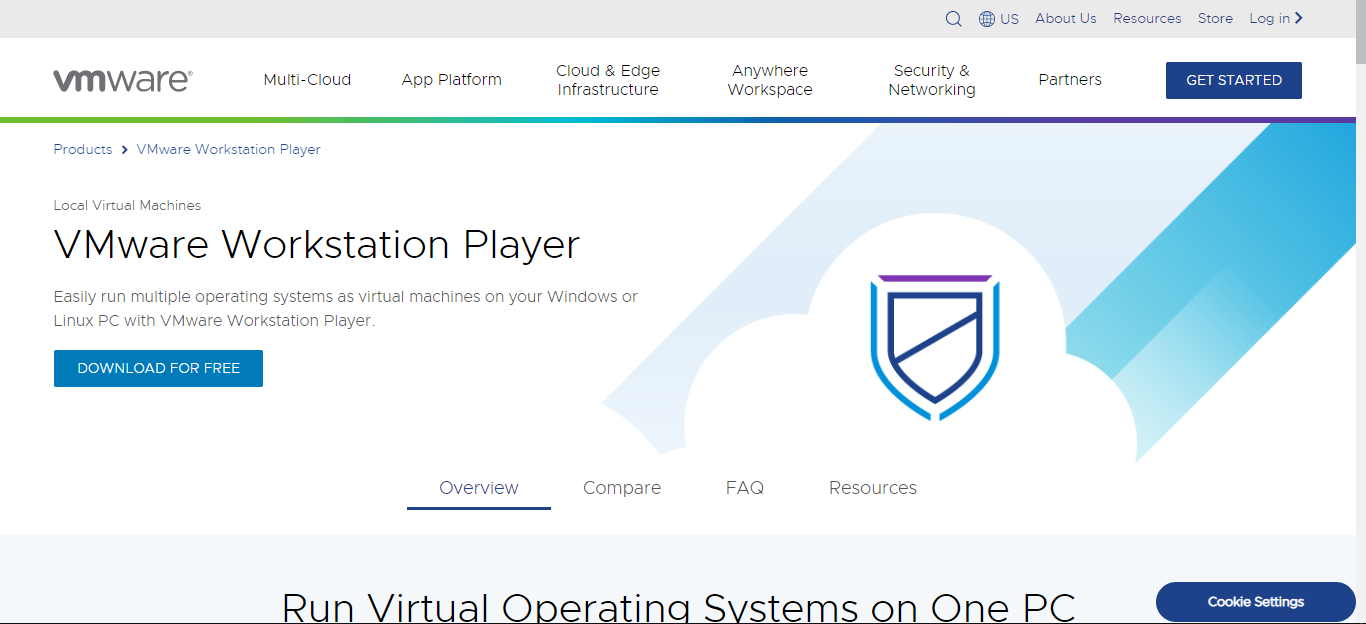 US About Us Resources Store Log in
vmware®
Multi-Cloud
App Platform
Cloud & Edge
Infrastructure
Anywhere
Workspace
Security &
Networking
Partners
GET STARTED
Products VMware Workstation Player
Local Virtual Machines
VMware Workstation Player
Easily run multiple operating systems as virtual machines on your Windows or
Linux PC with VMware Workstation Player.
DOWNLOAD FOR FREE
Overview Compare FAQ Resources
Run Virtual Operating Systems on One PC
Cookie Settings